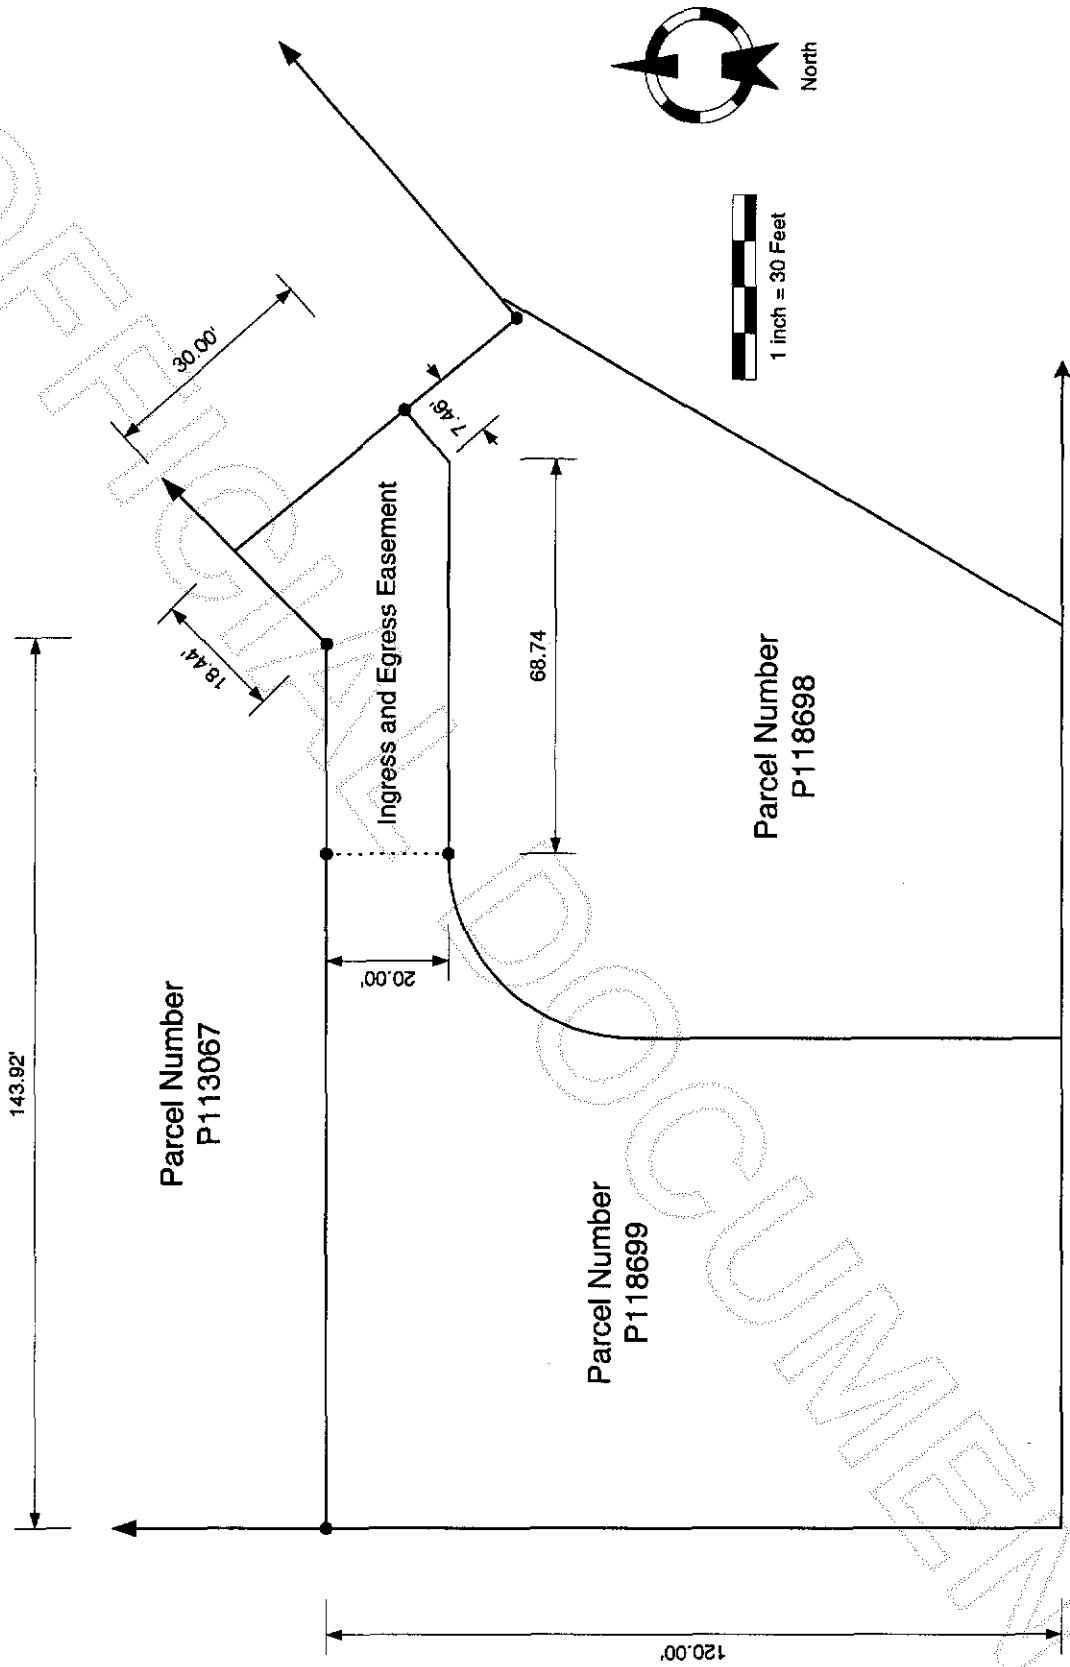 143.92'
Parcel Number
P113067
18.44'
30.00'
7.46'
Ingress and Egress Easement
20.00'
68.74
Parcel Number
P118698
Parcel Number
P118699
120.00'
1 inch = 30 Feet
North
OFFICIAL DOCUMEN